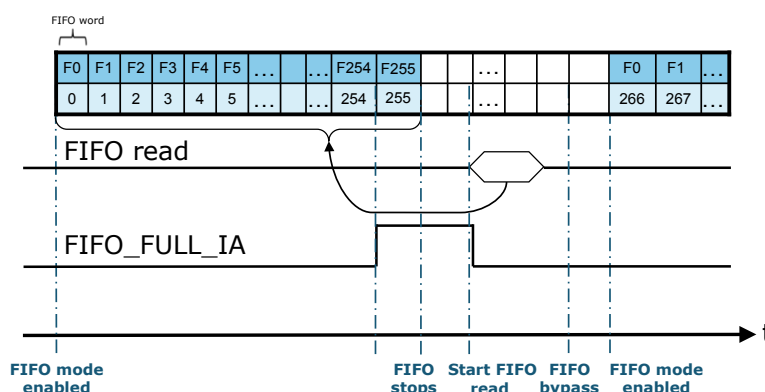 FIFO word
F0 F1 F2 F3 F4 F5 ... ... F254 F255 ... F0 F1 ...
0 1 2 3 4 5 ... ... 254 255 ... 266 267 ...
FIFO read
FIFO_FULL_IA
t
FIFO mode enabled
FIFO stops
Start FIFO read
FIFO bypass
FIFO mode enabled